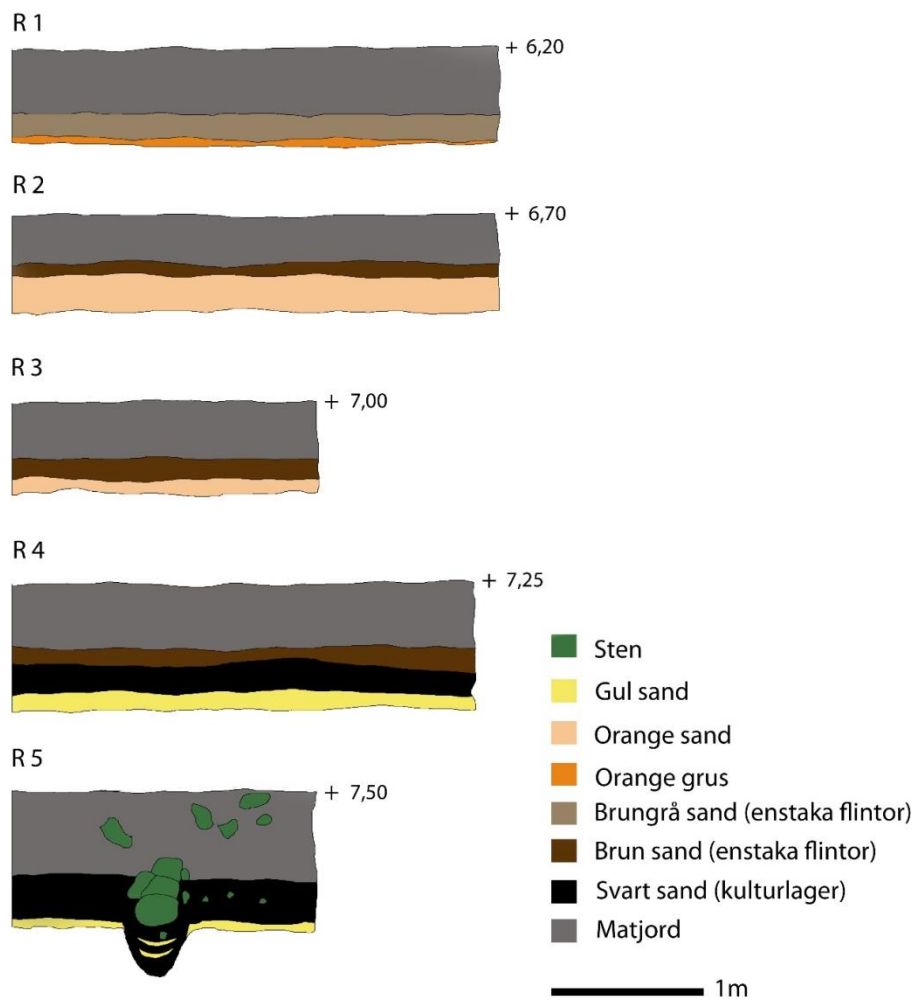 R 1
+ 6,20
R 2
+ 6,70
R 3
+ 7,00
R 4
+ 7,25
R 5
+ 7,50
Sten
Gul sand
Orange sand
Orange grus
Brungrå sand (enstaka flintor)
Brun sand (enstaka flintor)
Svart sand (kulturlager)
Matjord
1m